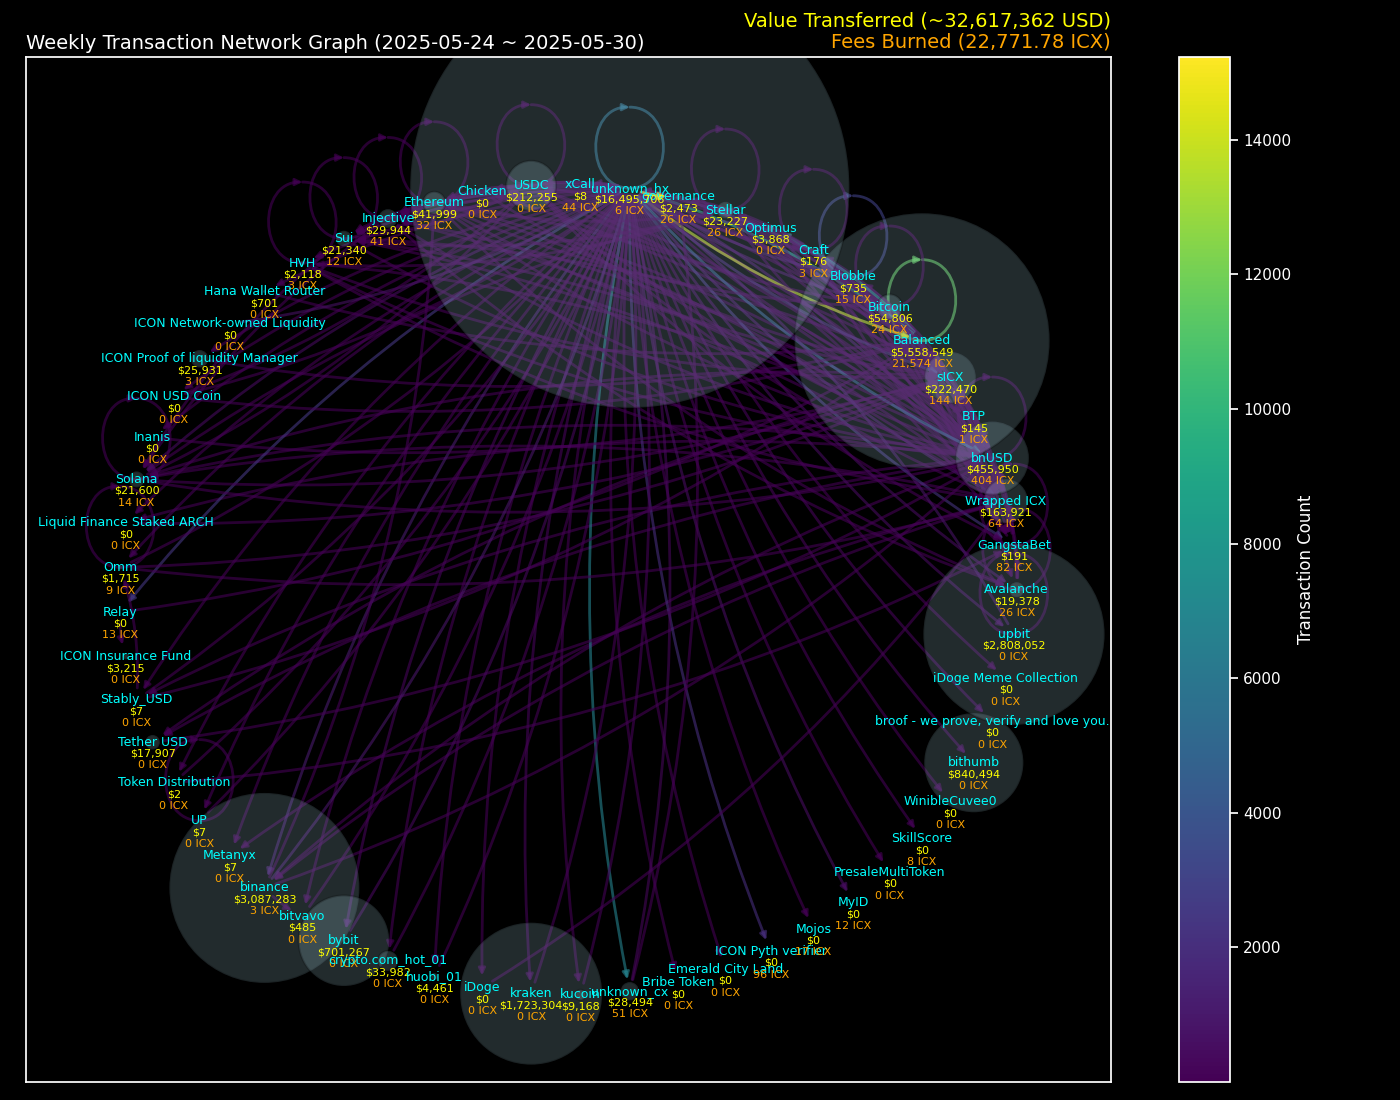 Value Transferred (~32,617,362 USD)
Weekly Transaction Network Graph (2025-05-24 ~ 2025-05-30)
Fees Burned (22,771.78 ICX)
unknown_hx
6 ICX
xCall
$8
44 ICX
USDC
$212,255
0 ICX
Chicken
$0
0 ICX
Ethereum
$41,999
32 ICX
Injective
$29,944
41 ICX
Sui
$21,340
12 ICX
HVH
$2,118
3 ICX
Hana Wallet Router
$701
0 ICX
ICON Network-owned Liquidity
$0
0 ICX
ICON Proof of liquidity Manager
$25,931
3 ICX
ICON USD Coin
$0
0 ICX
Inanis
$0
0 ICX
Solana
$21,600
14 ICX
Liquid Finance Staked ARCH
$0
0 ICX
Omm
$1,715
9 ICX
Relay
$0
13 ICX
ICON Insurance Fund
$3,215
0 ICX
Stably_USD
$7
0 ICX
Tether USD
$17,907
0 ICX
Token Distribution
$2
0 ICX
UP
$7
0 ICX
Metanyx
$7
0 ICX
binance
$3,087,283
3 ICX
bitvavo
$485
0 ICX
bybit
$701,267
0 ICX
crypto.com_hot_01
$33,982
0 ICX
huobi_01
$4,461
0 ICX
iDoge
$0
0 ICX
kraken
$1,723,304
0 ICX
kucoin
$9,168
0 ICX
unknown_cx
$28,494
51 ICX
Bribe Token
$0
0 ICX
Emerald City Land
$0
0 ICX
ICON Pyth verifier
$0
96 ICX
Mojos
$0
MyID
$0
12 ICX
PresaleMultiToken
$0
0 ICX
SkillScore
$0
8 ICX
WinibleCuvee0
$0
0 ICX
bithumb
$840,494
0 ICX
broof - we prove, verify and love you.
$0
0 ICX
iDoge Meme Collection
$0
0 ICX
upbit
$2,808,052
0 ICX
Avalanche
$19,378
26 ICX
GangstaBet
$191
82 ICX
Wrapped ICX
$163,921
64 ICX
bnUSD
$455,950
404 ICX
BTP
$145
1 ICX
sICX
$222,470
144 ICX
Balanced
$5,558,549
21,574 ICX
Bitcoin
$54,806
24 ICX
Blobble
$735
15 ICX
Craft
$176
3 ICX
Optimus
$3,868
0 ICX
Stellar
$23,227
26 ICX
$2,473
26 ICX
14000
12000
10000
8000
6000
4000
2000
Transaction Count